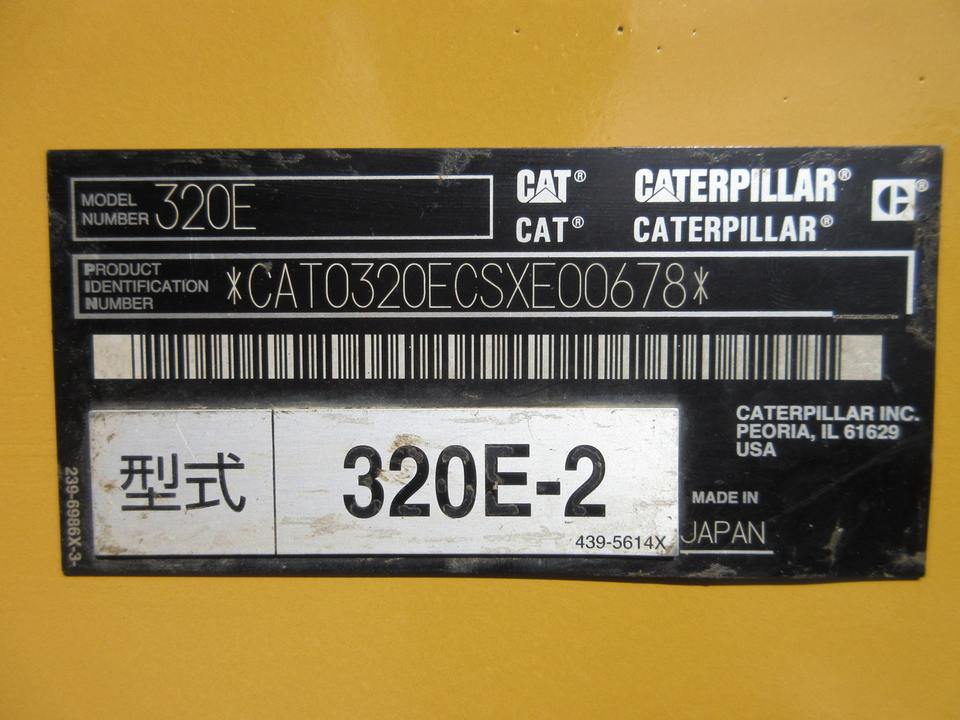 MODEL NUMBER 320E
CAT® CATERPILLAR®
CAT® CATERPILLAR®
PRODUCT IDENTIFICATION NUMBER *CAT0320ECSXE00678*
CATERPILLAR INC.
PEORIA, IL 61629
USA
型式 320E-2
439-5614X
MADE IN
JAPAN
239-6986X-3-